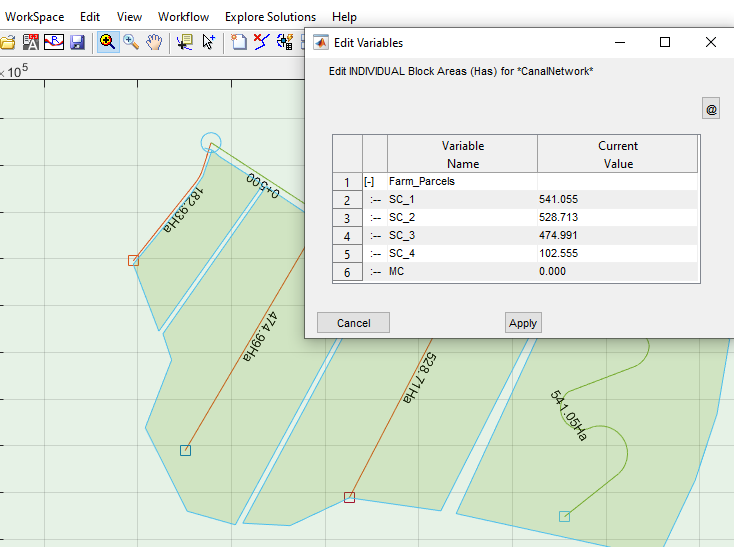 WorkSpace Edit View Workflow Explore Solutions Help
× 10^5
Edit Variables
Edit INDIVIDUAL Block Areas (Has) for *CanalNetwork*
@
Variable Name Current Value
1 [-] Farm_Parcels
2 :-- SC_1 541.055
3 :-- SC_2 528.713
4 :-- SC_3 474.991
5 :-- SC_4 102.555
6 :-- MC 0.000
Cancel Apply
0+500
182.93Ha
474.99Ha
528.71Ha
541.05Ha